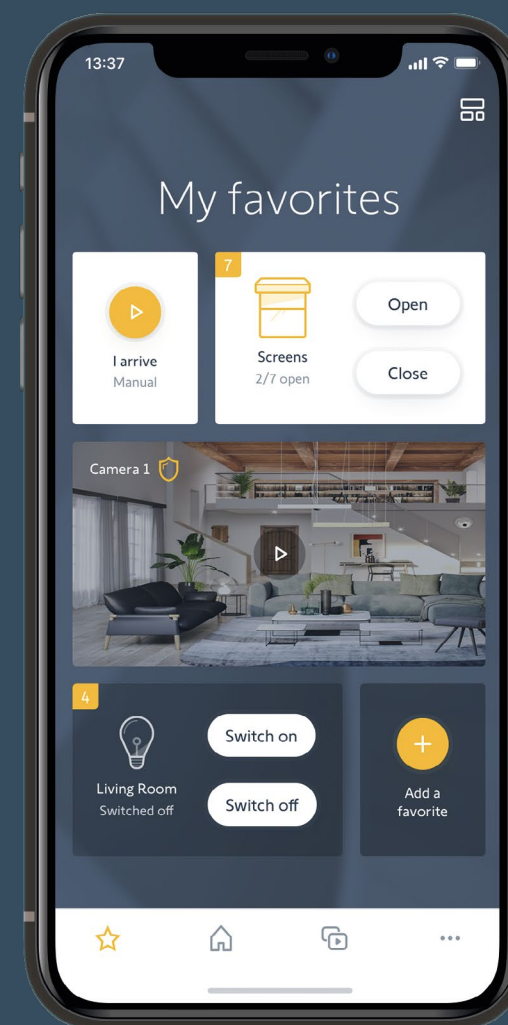 13:37
My favorites
I arrive
Manual
7
Screens
2/7 open
Open
Close
Camera 1
4
Living Room
Switched off
Switch on
Switch off
Add a
favorite